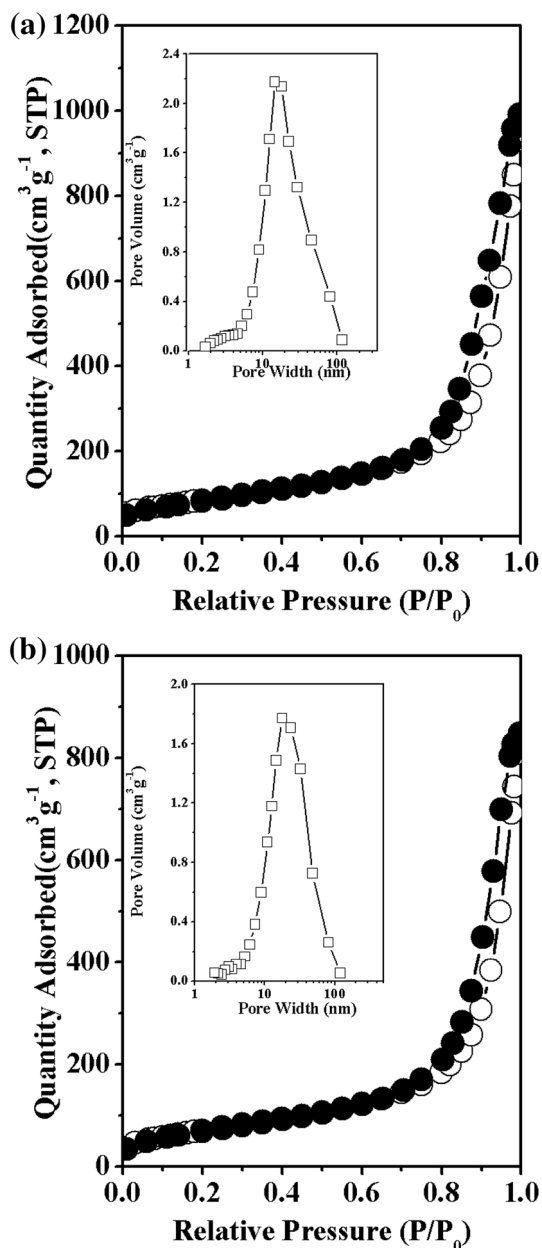 (a)
1200
1000
800
600
400
200
0
Quantity Adsorbed(cm³g⁻¹, STP)
0.0 0.2 0.4 0.6 0.8 1.0
Relative Pressure (P/P₀)
2.4
2.0
1.6
1.2
0.8
0.4
0.0
Pore Volume (cm³g⁻¹)
1 10 100
Pore Width (nm)
(b)
1000
800
600
400
200
0
Quantity Adsorbed(cm³g⁻¹, STP)
0.0 0.2 0.4 0.6 0.8 1.0
Relative Pressure (P/P₀)
2.0
1.6
1.2
0.8
0.4
0.0
Pore Volume (cm³g⁻¹)
1 10 100
Pore Width (nm)